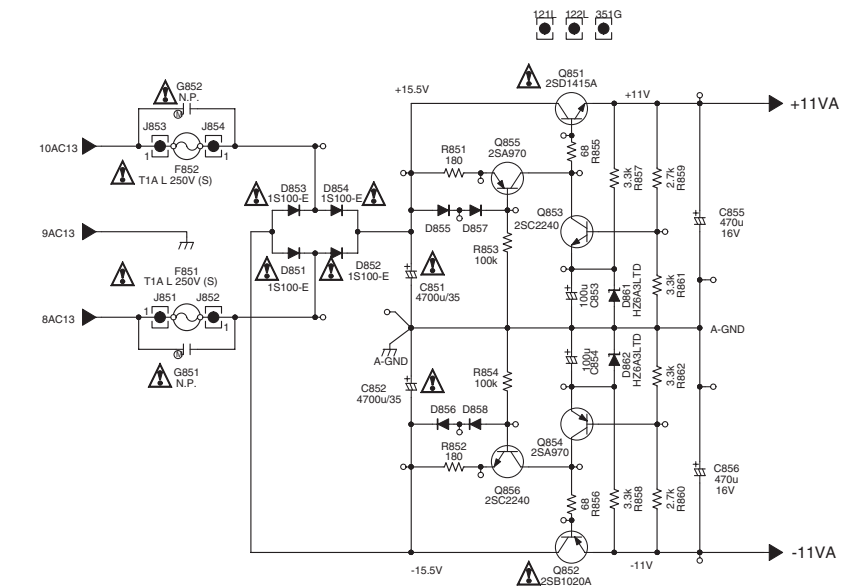 121L 122L 351G
G852
N.P.
M
J853 J854
10AC13
1 1
F852
T1A L 250V (S)
D853 D854
1S100-E 1S100-E
9AC13
D851 D852
1S100-E 1S100-E
F851
T1A L 250V (S)
J851 J852
8AC13
1 1
M
G851
N.P.
+15.5V
Q851
2SD1415A
+11V
+11VA
R851
180
Q855
2SA970
68
R855
3.3k
R857
2.7k
R859
D855 D857
Q853
2SC2240
R853
100k
C855
470u
16V
C851
4700u/35
100u
C853
D861
HZ6A3LTD
3.3k
R861
A-GND
A-GND
C852
4700u/35
R854
100k
100u
C854
D862
HZ6A3LTD
3.3k
R862
D856 D858
R852
180
Q854
2SA970
Q856
2SC2240
68
R856
3.3k
R858
2.7k
R860
C856
470u
16V
-15.5V
Q852
2SB1020A
-11V
-11VA
+
+
+
+
+
+